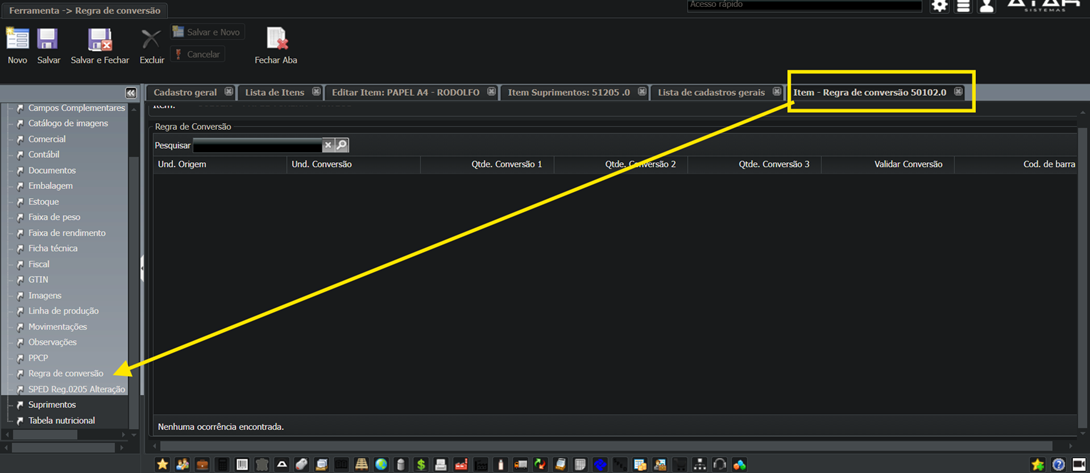 Ferramenta -> Regra de conversão
Acesso rápido
ATAK
SISTEMAS
Novo
Salvar
Salvar e Fechar
Excluir
Salvar e Novo
Cancelar
Fechar Aba
Cadastro geral
Lista de Itens
Editar Item: PAPEL A4 - RODOLFO
Item Suprimentos: 51205 .0
Lista de cadastros gerais
Item - Regra de conversão 50102.0
Campos Complementares
Catálogo de imagens
Comercial
Contábil
Documentos
Embalagem
Estoque
Faixa de peso
Faixa de rendimento
Ficha técnica
Fiscal
GTIN
Imagens
Linha de produção
Movimentações
Observações
PPCP
Regra de conversão
SPED Reg.0205 Alteração
Suprimentos
Tabela nutricional
Item:
Regra de Conversão
Pesquisar
Und. Origem
Und. Conversão
Qtde. Conversão 1
Qtde. Conversão 2
Qtde. Conversão 3
Validar Conversão
Cod. de barra
Nenhuma ocorrência encontrada.